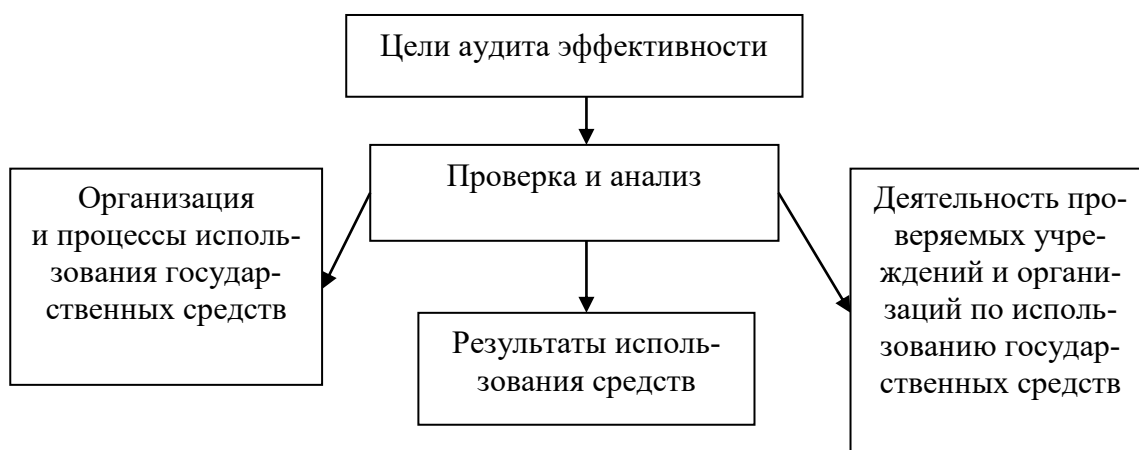 Цели аудита эффективности
Проверка и анализ
Организация
и процессы исполь-
зования государ-
ственных средств
Результаты исполь-
зования средств
Деятельность про-
веряемых учре-
ждений и органи-
заций по исполь-
зованию государ-
ственных средств